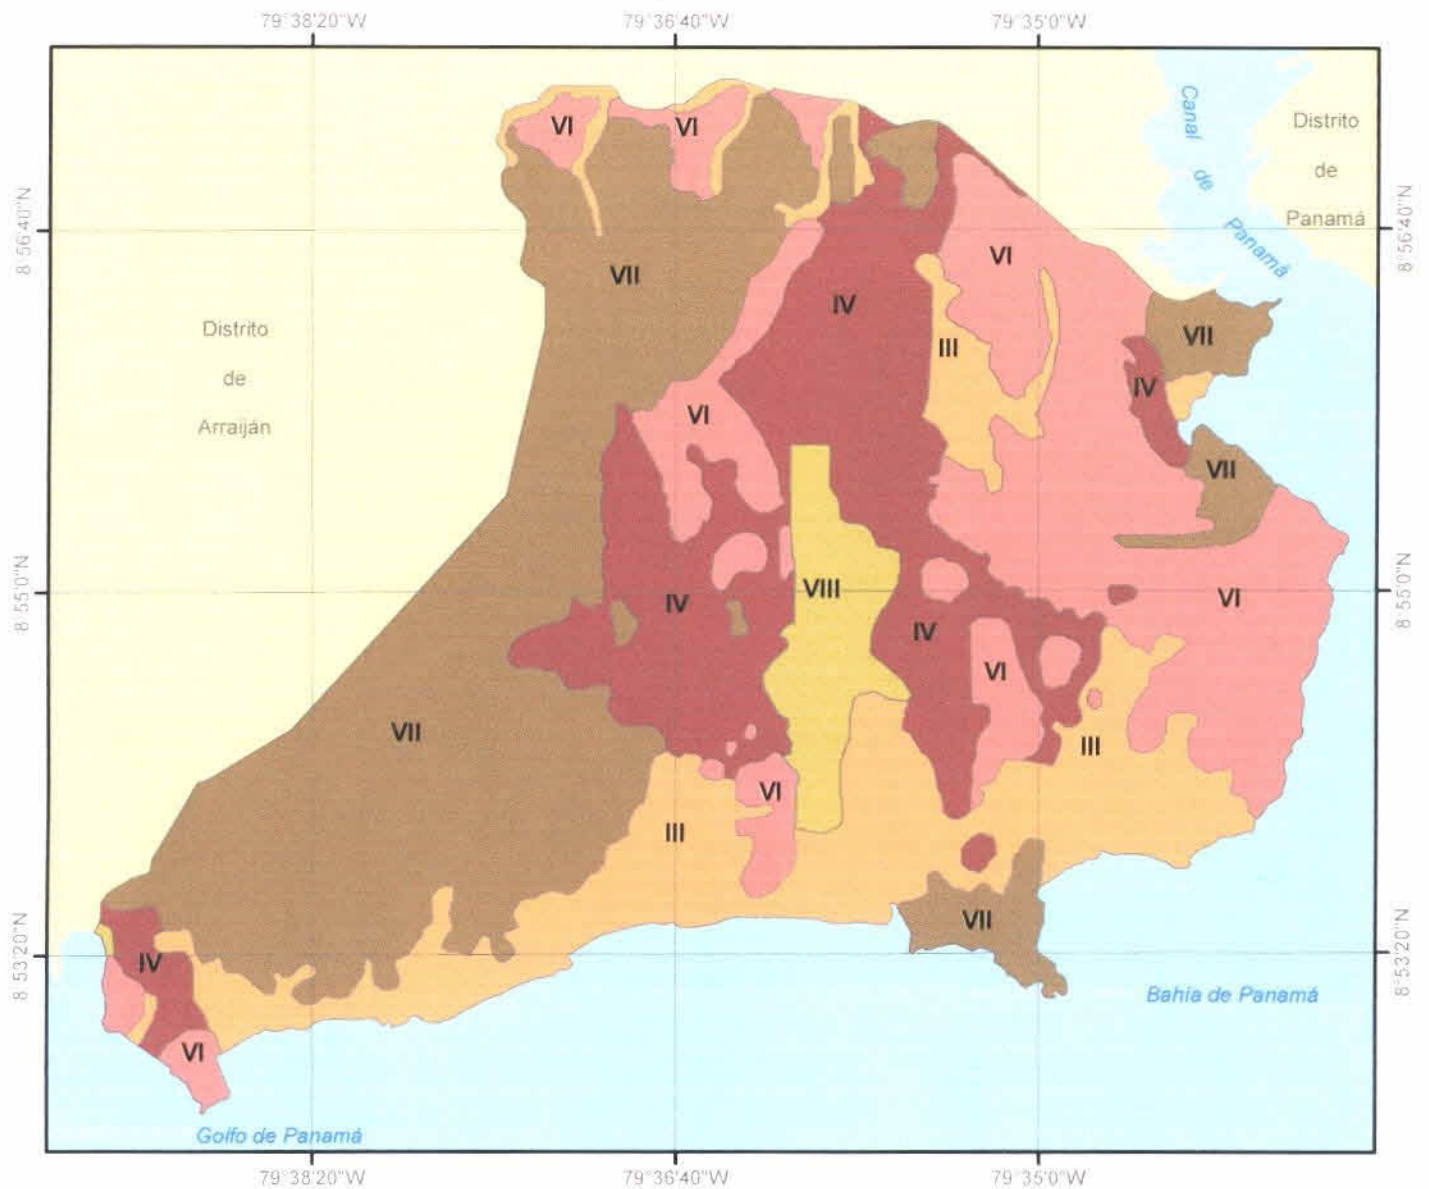 79°38'20"W 79°36'40"W 79°35'0"W
Canal
de
Panamá
Distrito
de
Panamá
8°56'40"N
8°56'40"N
VI
VI
VI
VII
IV
Distrito
de
Arraiján
III
VII
IV
VI
VII
8°55'0"N
8°55'0"N
VIII
IV
VI
IV
VI
VII
III
VI
III
VII
8°53'20"N
8°53'20"N
IV
Bahía de Panamá
VI
Golfo de Panamá
79°38'20"W 79°36'40"W 79°35'0"W